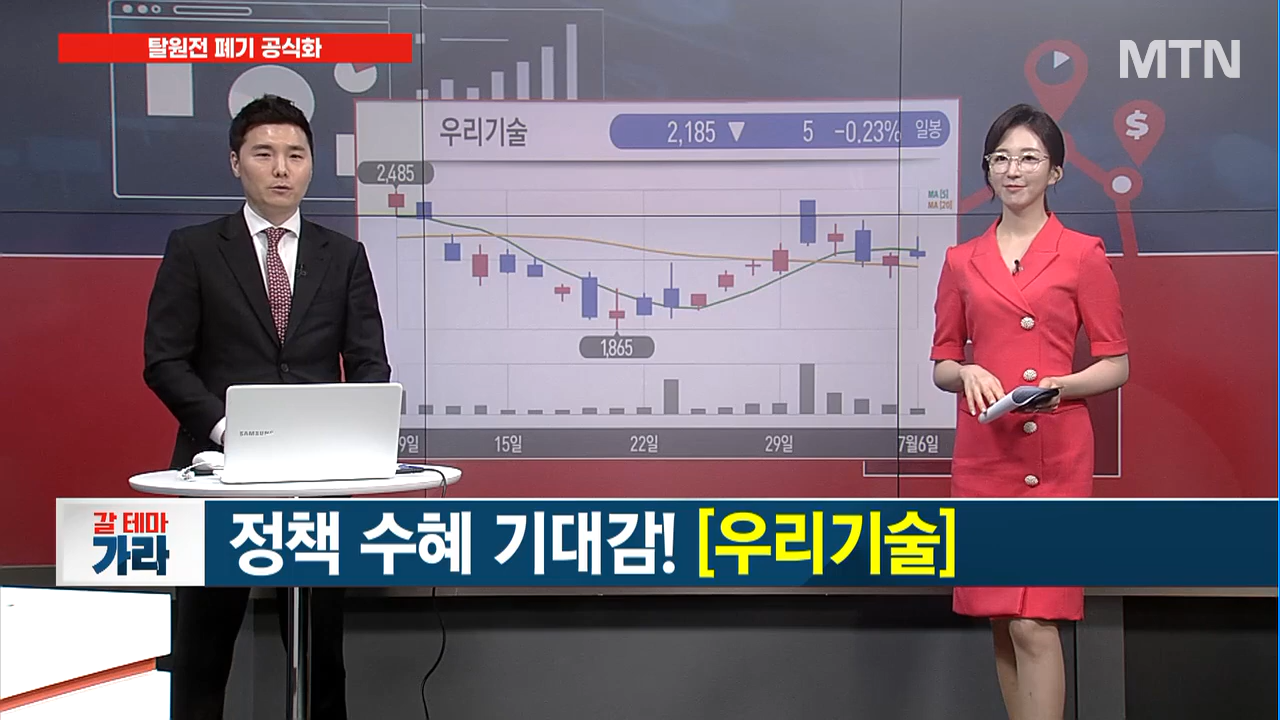 탈원전 폐기 공식화
MTN
우리기술
2,185 ▼ 5 -0.23% 일봉
2,485
MA [5]
MA [20]
1,865
9일 15일 22일 29일 7월6일
SAMSUNG
갈 테마
가라
정책 수혜 기대감! [우리기술]